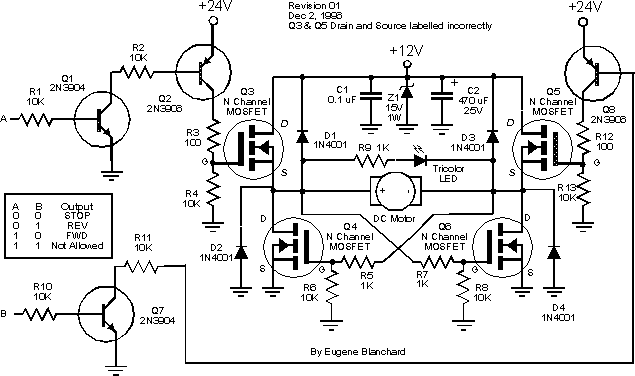 Revision 01
Dec 2, 1996
Q3 & Q5 Drain and Source labelled incorrectly
+24V
+24V
+12V
R2
10K
Q1
2N3904
R1
10K
A
Q2
2N3906
Q3
N Channel
MOSFET
D
G
S
R3
100
R4
10K
C1
0.1 uF
Z1
15V
1W
+
C2
470 uF
25V
Q5
N Channel
MOSFET
D
G
S
Q8
2N3906
R12
100
R13
10K
D1
1N4001
R9 1K
Tricolor
LED
D3
1N4001
+
-
DC Motor
A B Output
0 0 STOP
0 1 REV
1 0 FWD
1 1 Not Allowed
D2
1N4001
D
G
S
Q4
N Channel
MOSFET
R5
1K
R6
10K
Q6
N Channel
MOSFET
R7
1K
R8
10K
D
G
S
D4
1N4001
R11
10K
R10
10K
B
Q7
2N3904
By Eugene Blanchard